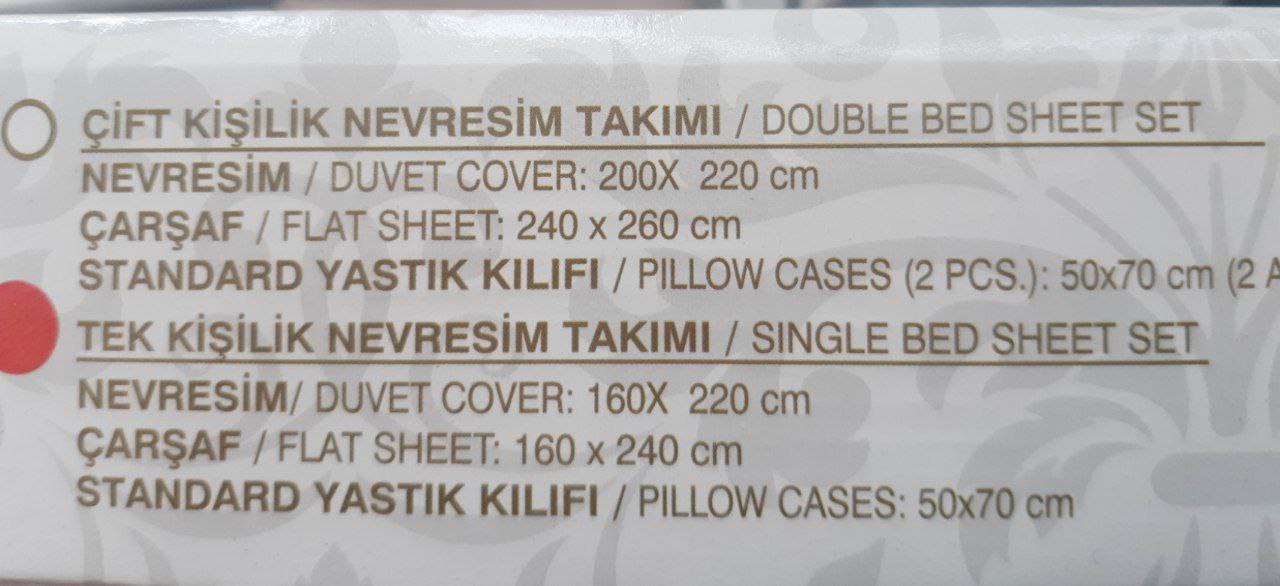 ÇİFT KİŞİLİK NEVRESİM TAKIMI / DOUBLE BED SHEET SET
NEVRESİM / DUVET COVER: 200X 220 cm
ÇARŞAF / FLAT SHEET: 240 x 260 cm
STANDARD YASTIK KILIFI / PILLOW CASES (2 PCS.): 50x70 cm (2 A
TEK KİŞİLİK NEVRESİM TAKIMI / SINGLE BED SHEET SET
NEVRESİM/ DUVET COVER: 160X 220 cm
ÇARŞAF / FLAT SHEET: 160 x 240 cm
STANDARD YASTIK KILIFI / PILLOW CASES: 50x70 cm